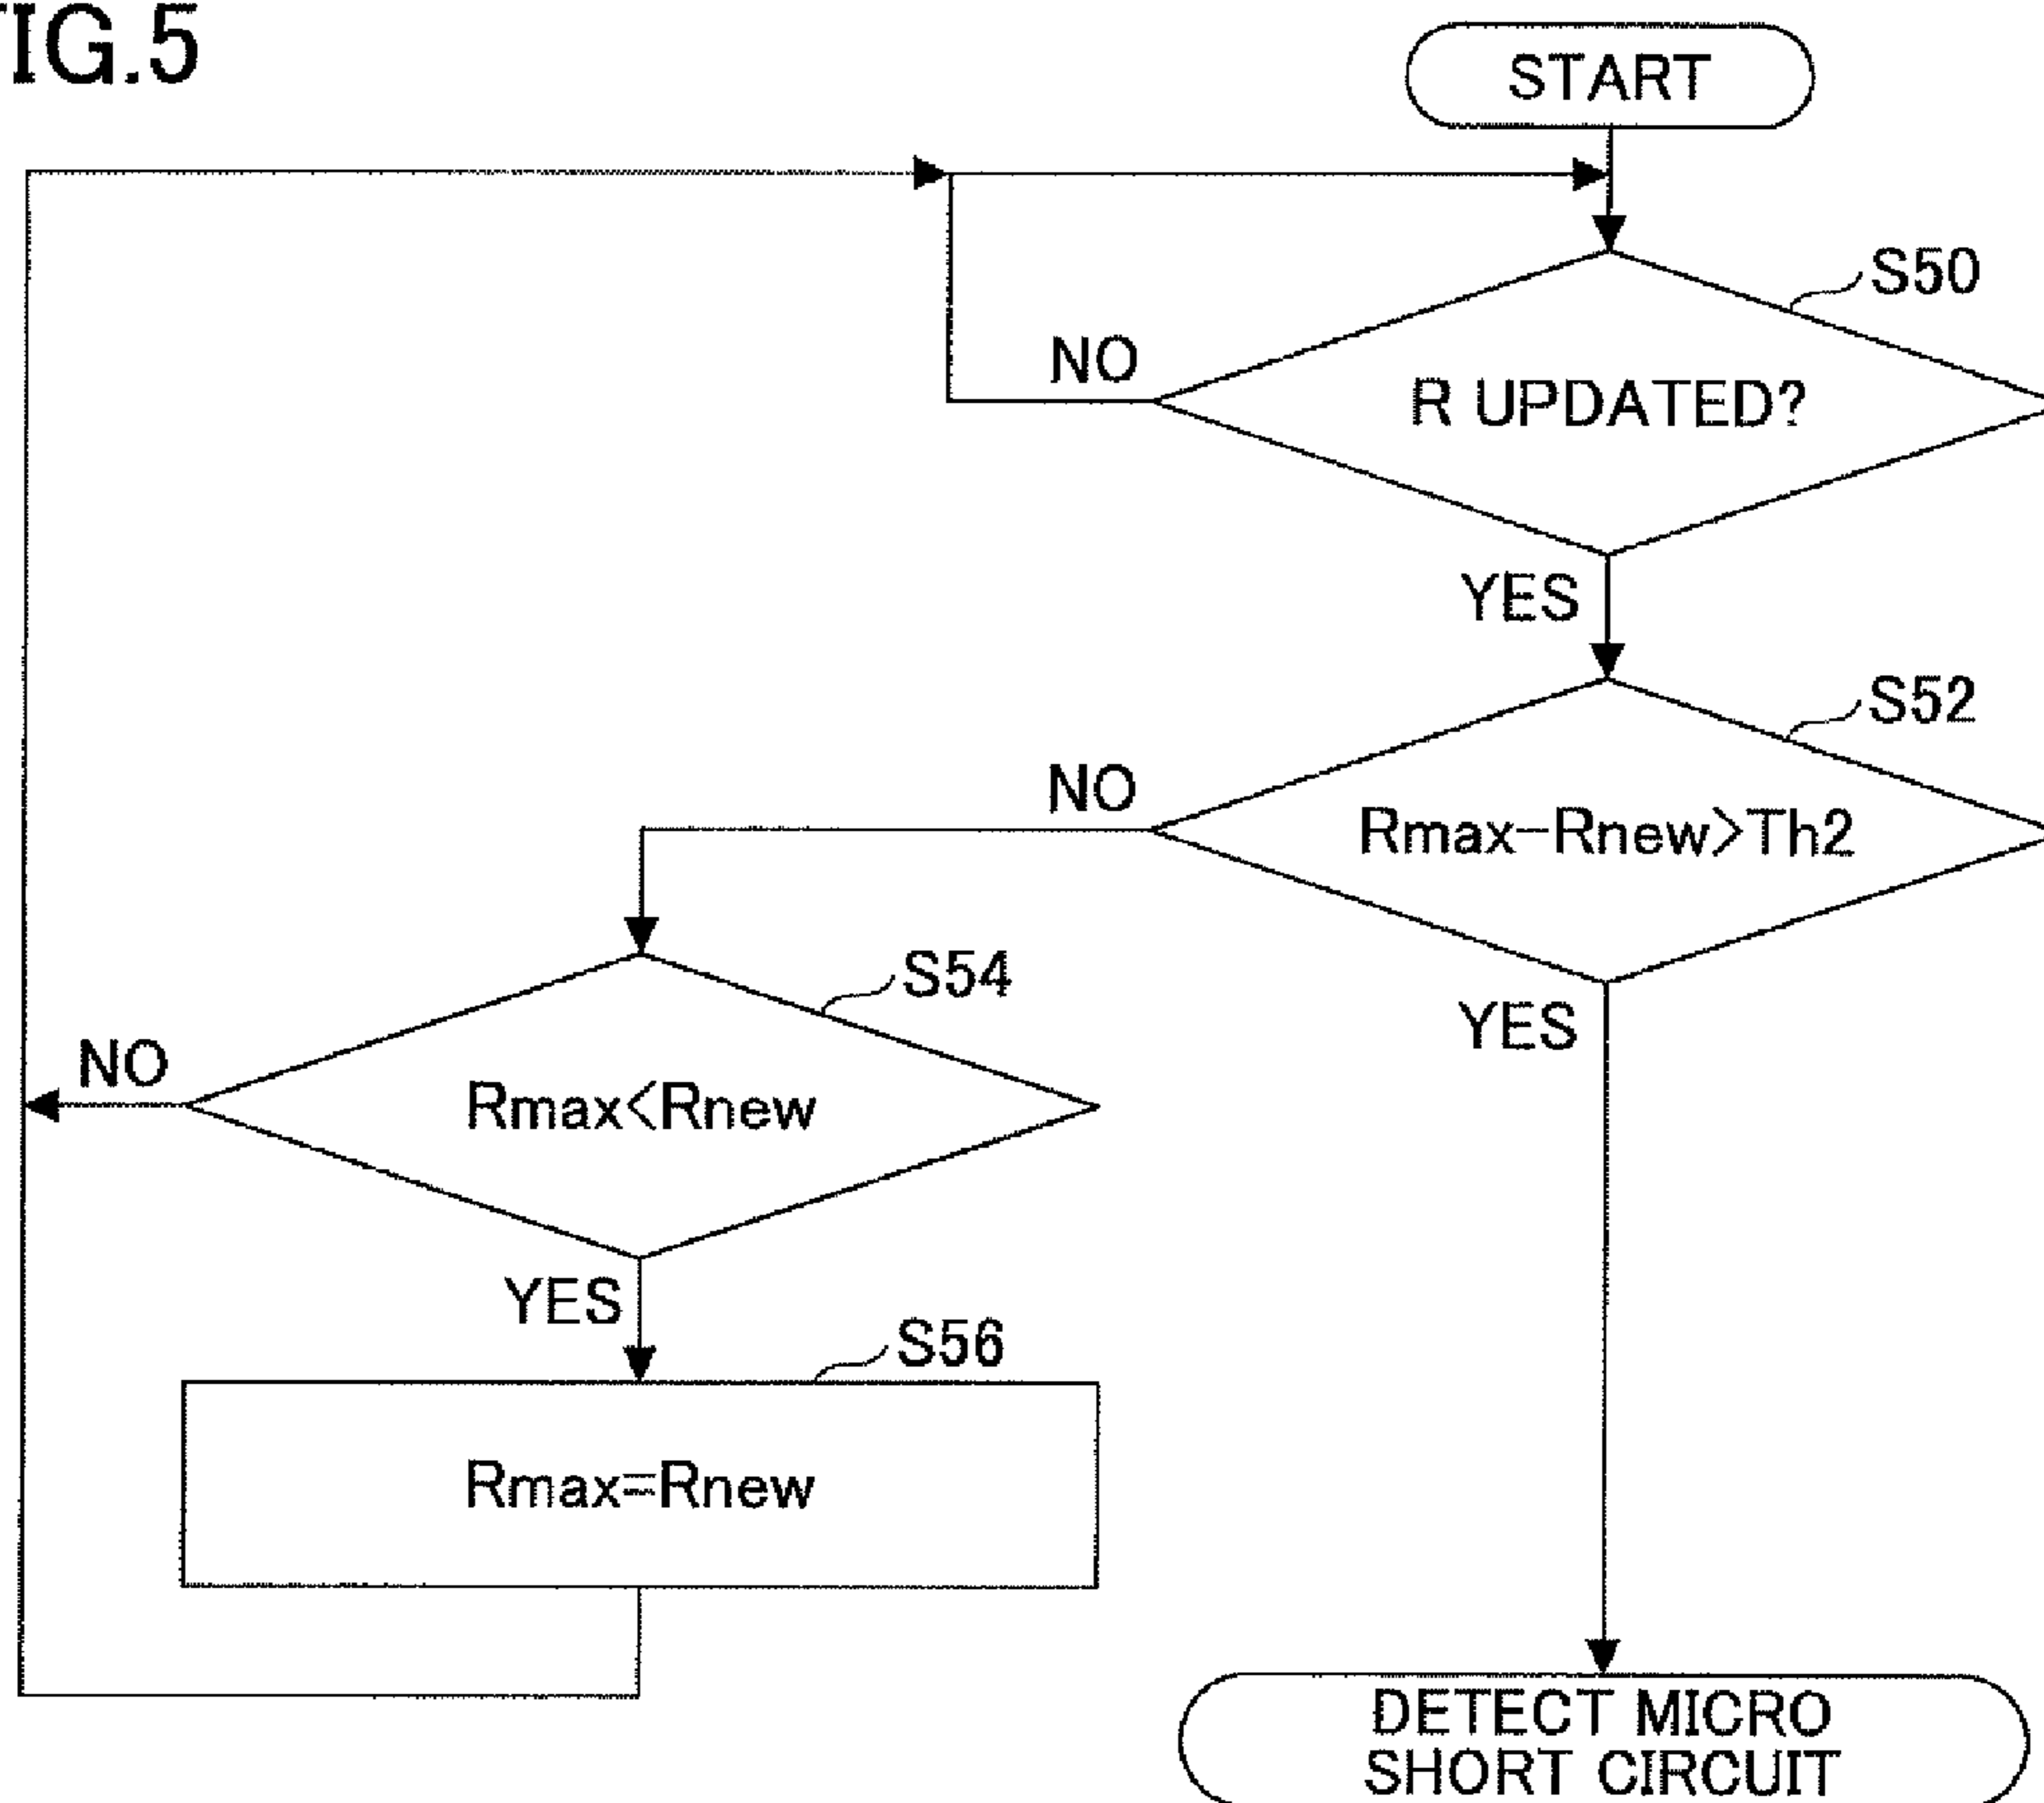 FIG.5
START
S50
NO
R UPDATED?
YES
S52
NO
Rmax-Rnew>Th2
S54
YES
NO
Rmax<Rnew
YES
S56
Rmax=Rnew
DETECT MICRO
SHORT CIRCUIT